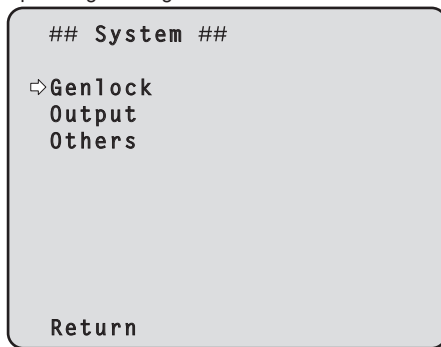 ## System ##
⇨Genlock
Output
Others
Return